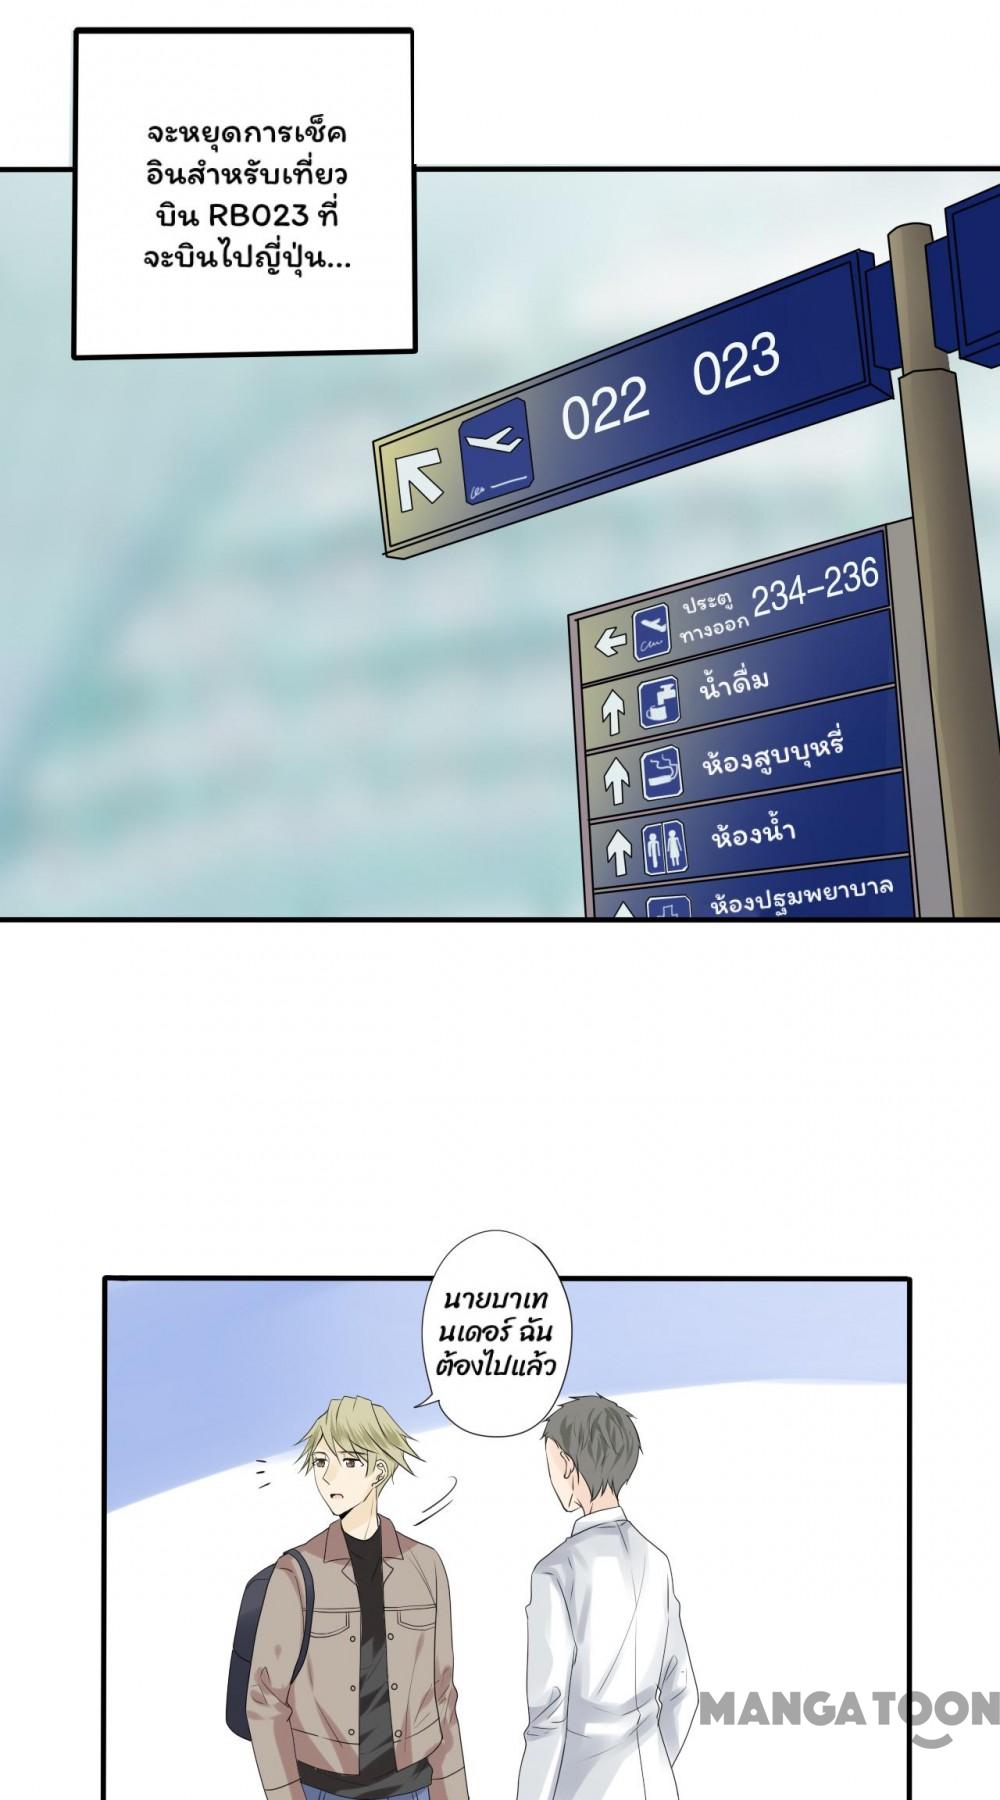 จะหยุดการเช็ค
อินสำหรับเที่ยว
บิน RB023 ที่
จะบินไปญี่ปุ่น...
022 023
ประตู
ทางออก 234-236
น้ำดื่ม
ห้องสูบบุหรี่
ห้องน้ำ
ห้องปฐมพยาบาล
นายบาเท
นเดอร์ ฉัน
ต้องไปแล้ว
MANGATOON